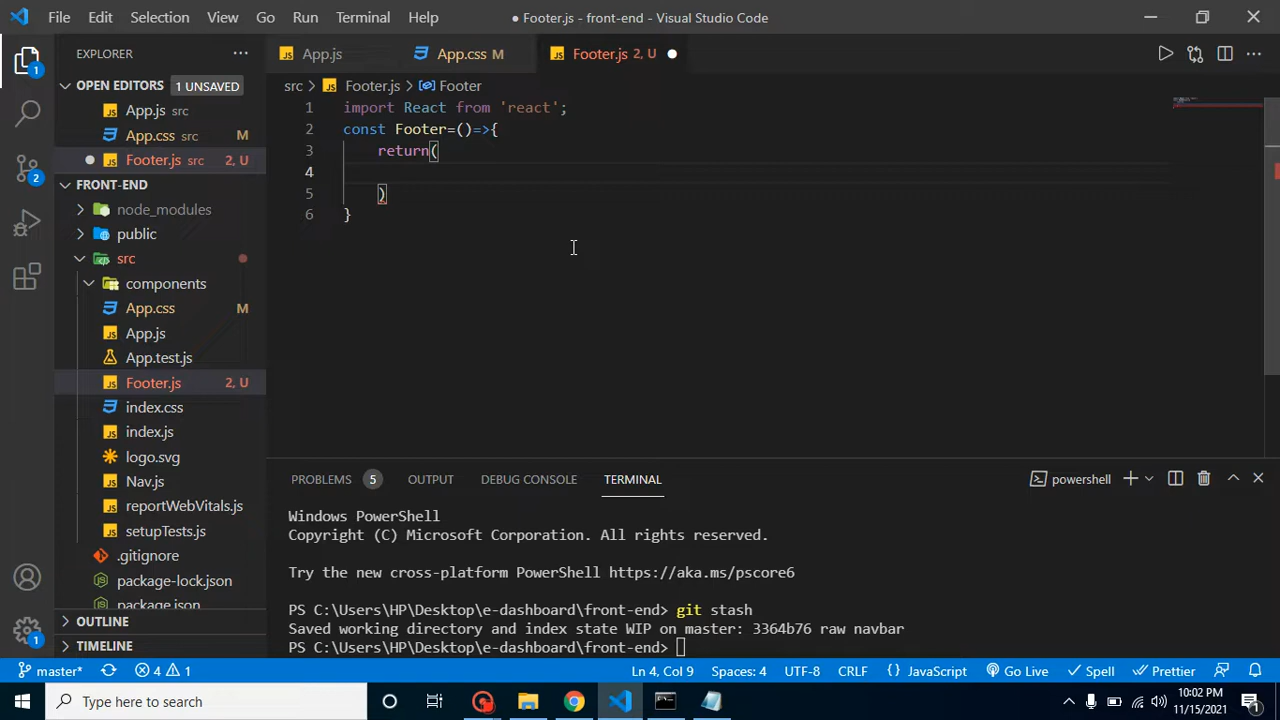 File Edit Selection View Go Run Terminal Help ● Footer.js - front-end - Visual Studio Code
EXPLORER ···
App.js App.css M Footer.js 2, U ●
OPEN EDITORS 1 UNSAVED
src > Footer.js > Footer
App.js src
App.css src M
● Footer.js src 2, U
FRONT-END
node_modules
public
src
components
App.css M
App.js
App.test.js
Footer.js 2, U
index.css
index.js
logo.svg
Nav.js
reportWebVitals.js
setupTests.js
.gitignore
package-lock.json
package.json
OUTLINE
TIMELINE
1
2
1
1 import React from 'react';
2 const Footer=()=>{
3 return(
4
5 )
6 }
PROBLEMS 5 OUTPUT DEBUG CONSOLE TERMINAL powershell
Windows PowerShell
Copyright (C) Microsoft Corporation. All rights reserved.
Try the new cross-platform PowerShell https://aka.ms/pscore6
PS C:\Users\HP\Desktop\e-dashboard\front-end> git stash
Saved working directory and index state WIP on master: 3364b76 raw navbar
PS C:\Users\HP\Desktop\e-dashboard\front-end>
master* 4 1 Ln 4, Col 9 Spaces: 4 UTF-8 CRLF { } JavaScript Go Live Spell Prettier
Type here to search
10:02 PM
11/15/2021
1